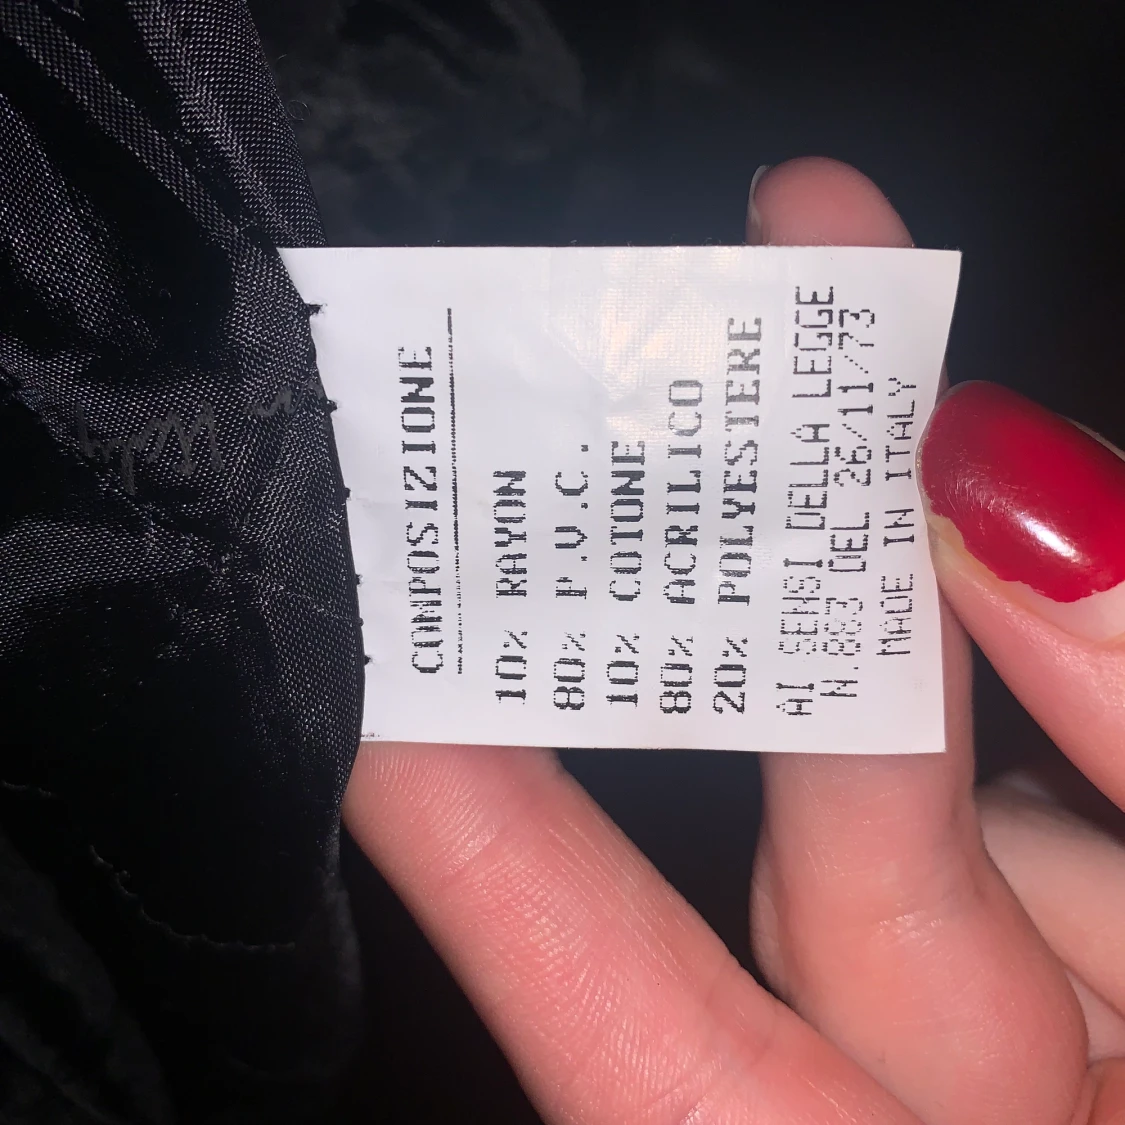 COMPOSIZIONE
10% RAYON
80% P.V.C.
10% COTONE
80% ACRILICO
20% POLYESTERE
AI SENSI DELLA LEGGE
N.883 DEL 26/11/73
MADE IN ITALY